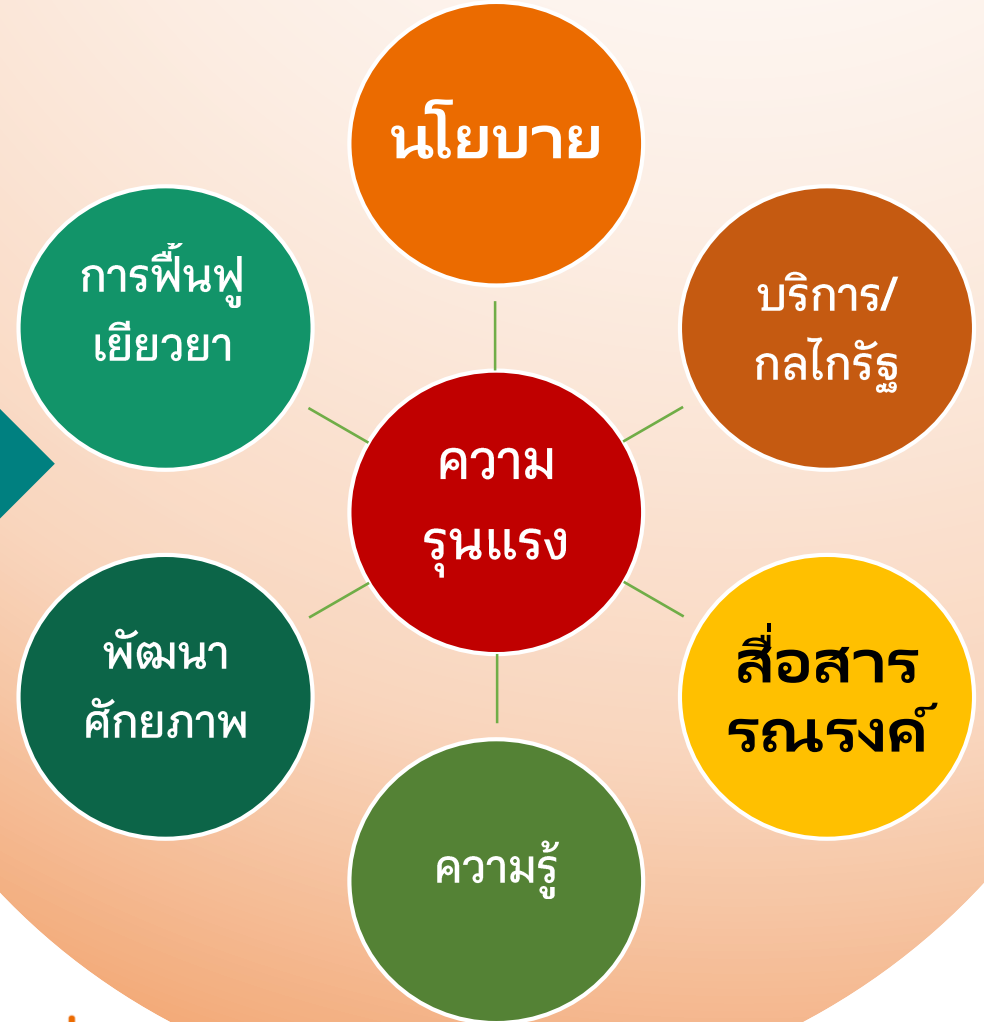 นโยบาย
บริการ/
กลไกรัฐ
สื่อสาร
รณรงค์
ความรู้
พัฒนา
ศักยภาพ
การฟื้นฟู
เยียวยา
ความ
รุนแรง